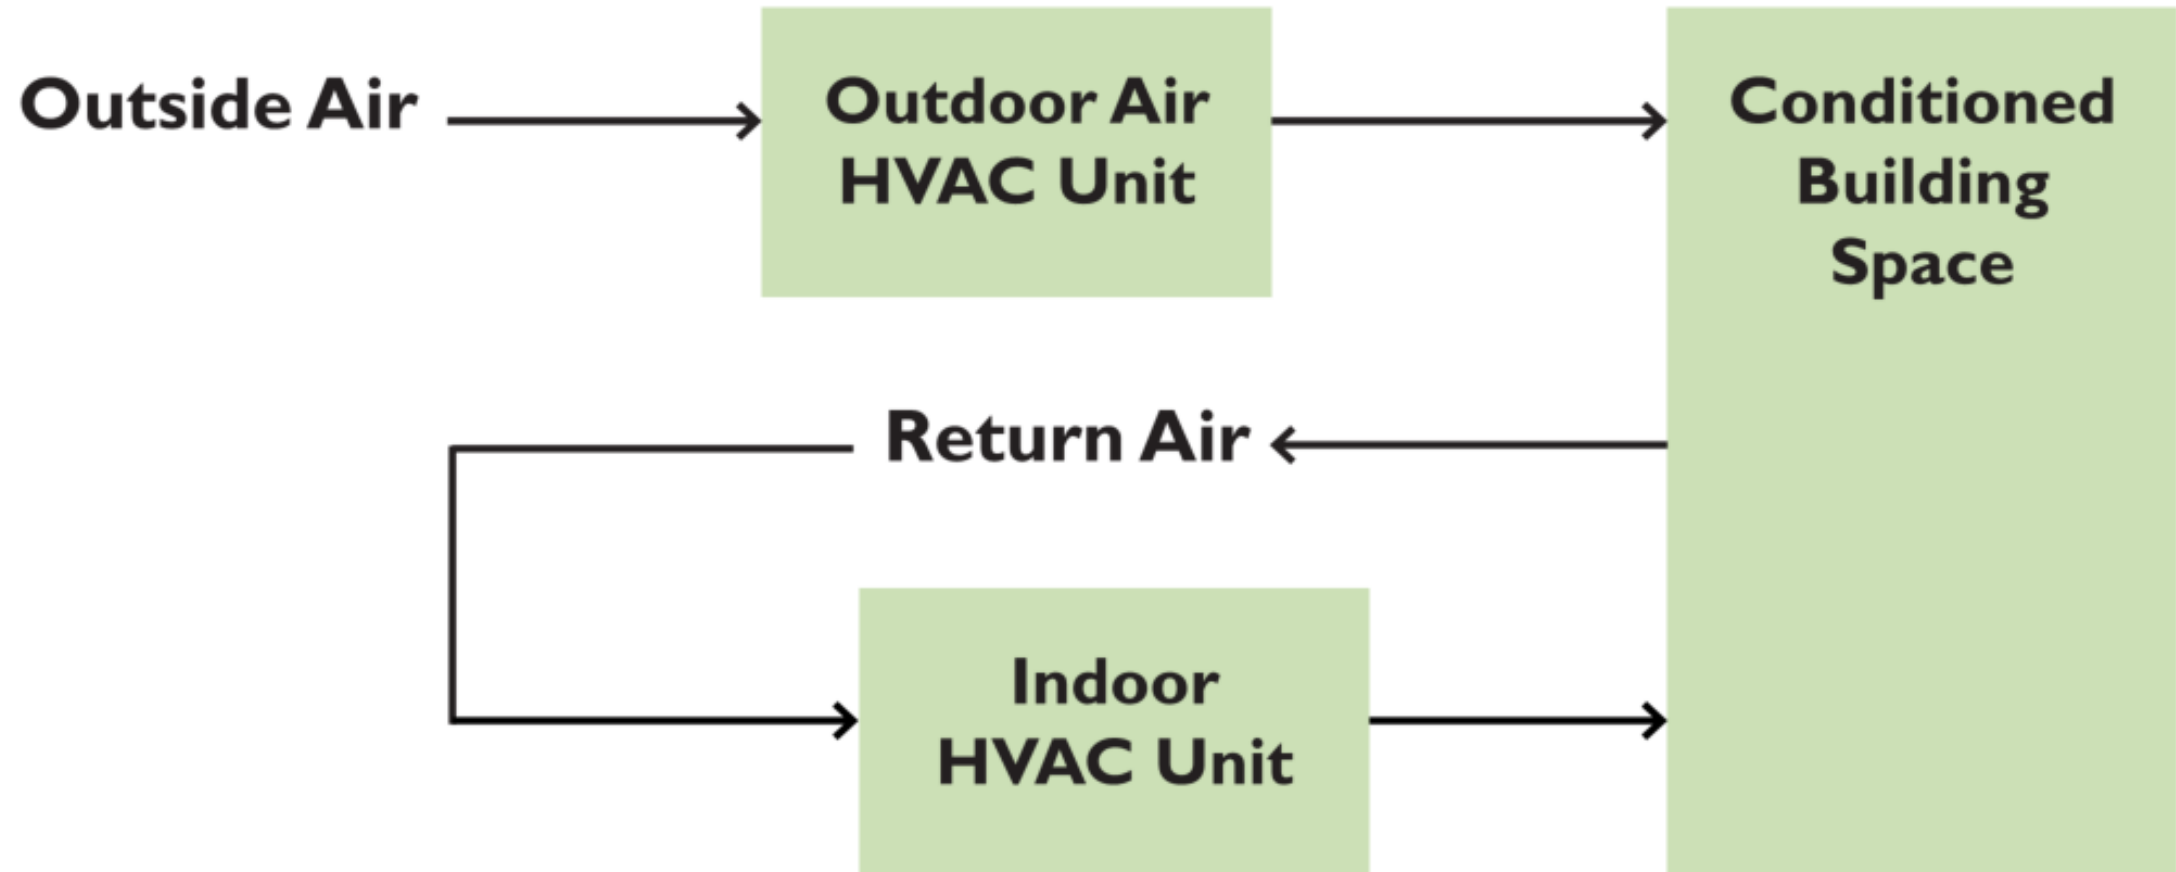 Outside Air
Outdoor Air
HVAC Unit
Conditioned
Building
Space
Return Air
Indoor
HVAC Unit